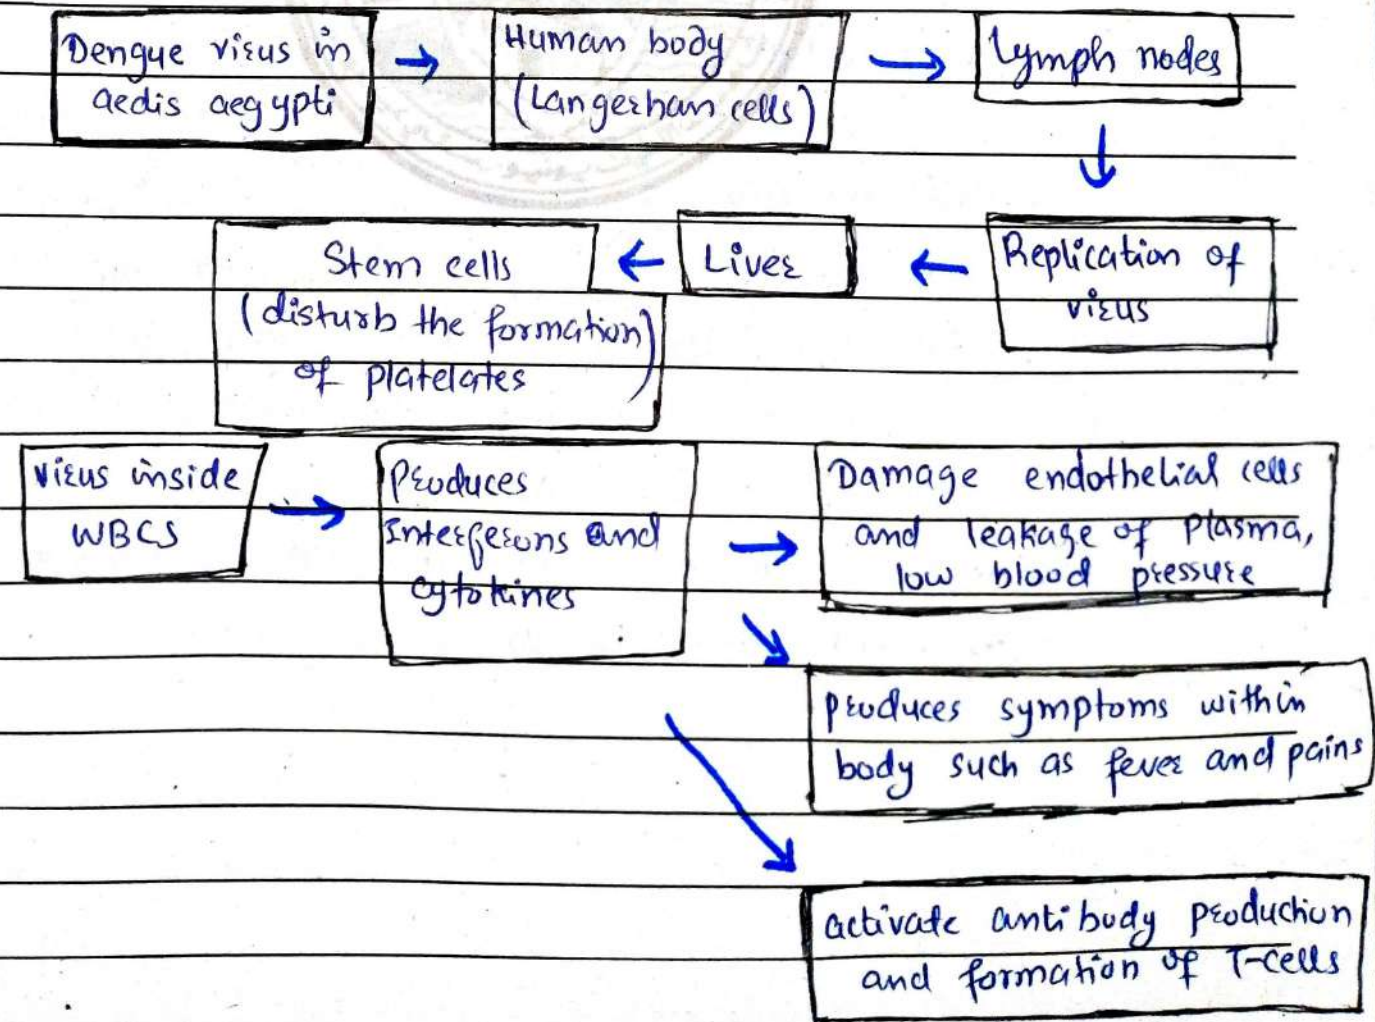 Dengue virus in
aedis aegypti
Human body
(Langerhan cells)
Lymph nodes
Replication of
virus
Liver
Stem cells
(disturb the formation)
of platelates
virus inside
WBCS
Produces
Interferons and
cytokines
Damage endothelial cells
and leakage of plasma,
low blood pressure
produces symptoms within
body such as fever and pains
activate antibody production
and formation of T-cells